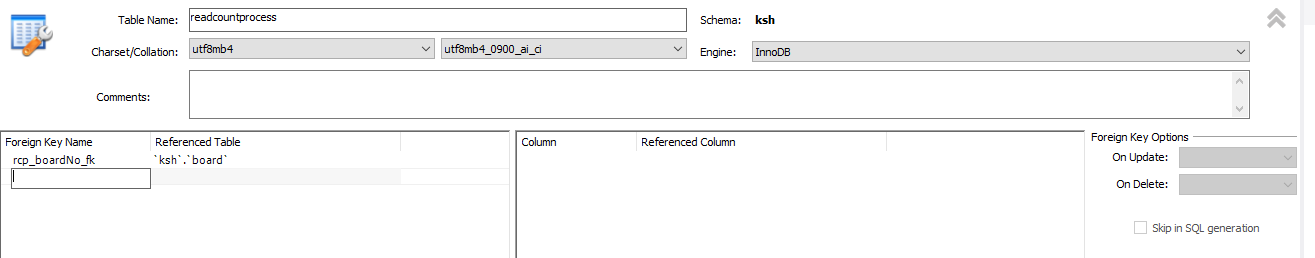 Table Name: readcountprocess Schema: ksh
Charset/Collation: utf8mb4 utf8mb4_0900_ai_ci Engine: InnoDB
Comments:
Foreign Key Name Referenced Table Column Referenced Column Foreign Key Options
rcp_boardNo_fk `ksh`.`board` On Update:
On Delete:
Skip in SQL generation